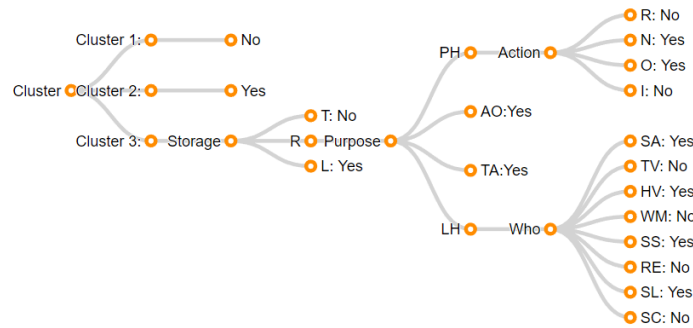 R: No
N: Yes
O: Yes
I: No
PH Action
Cluster 1: No
Cluster Cluster 2: Yes
Cluster 3: Storage
T: No
R Purpose
L: Yes
AO:Yes
TA:Yes
LH Who
SA: Yes
TV: No
HV: Yes
WM: No
SS: Yes
RE: No
SL: Yes
SC: No